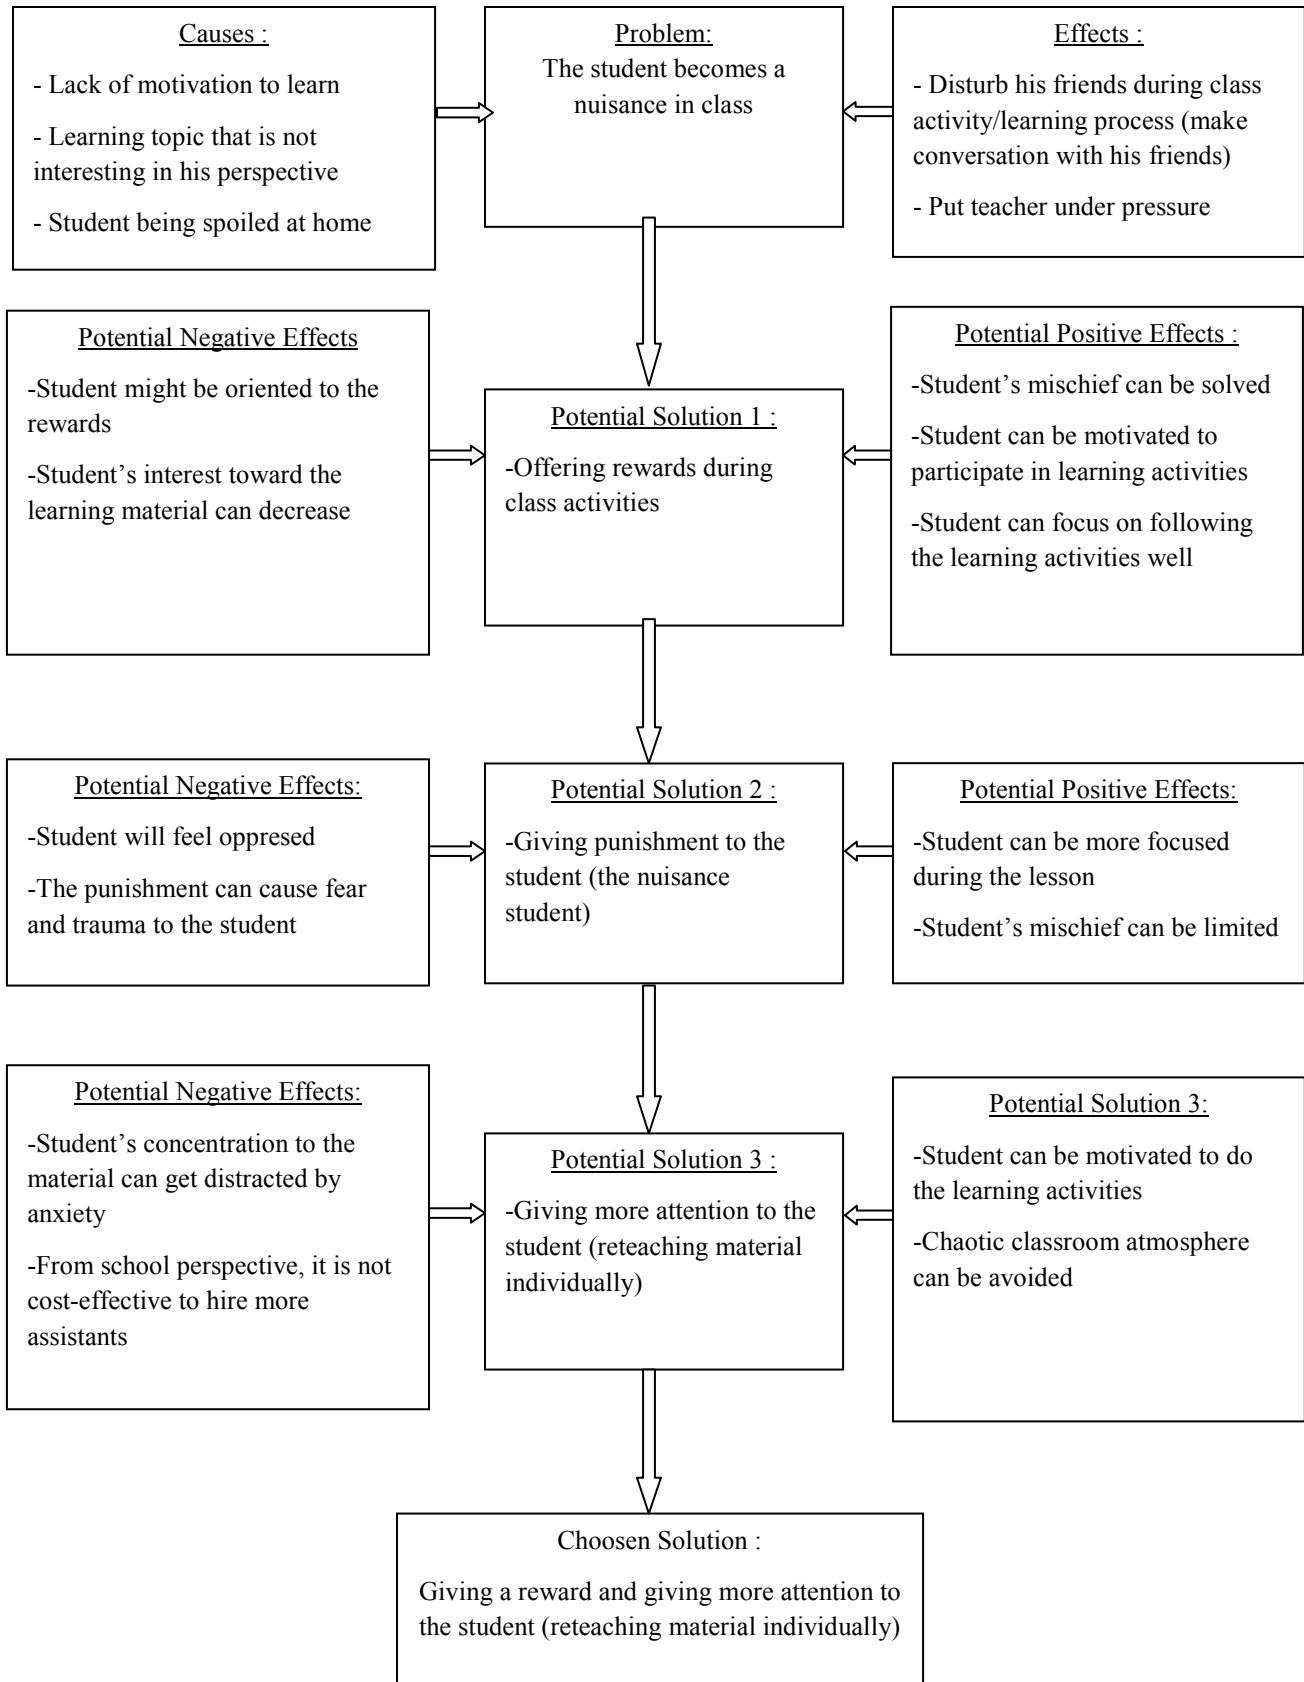 Causes :
- Lack of motivation to learn
- Learning topic that is not
interesting in his perspective
- Student being spoiled at home
Problem:
The student becomes a
nuisance in class
Effects :
- Disturb his friends during class
activity/learning process (make
conversation with his friends)
- Put teacher under pressure
Potential Negative Effects
-Student might be oriented to the
rewards
-Student’s interest toward the
learning material can decrease
Potential Solution 1 :
-Offering rewards during
class activities
Potential Positive Effects :
-Student’s mischief can be solved
-Student can be motivated to
participate in learning activities
-Student can focus on following
the learning activities well
Potential Negative Effects:
-Student will feel oppresed
-The punishment can cause fear
and trauma to the student
Potential Solution 2 :
-Giving punishment to the
student (the nuisance
student)
Potential Positive Effects:
-Student can be more focused
during the lesson
-Student’s mischief can be limited
Potential Negative Effects:
-Student’s concentration to the
material can get distracted by
anxiety
-From school perspective, it is not
cost-effective to hire more
assistants
Potential Solution 3 :
-Giving more attention to the
student (reteaching material
individually)
Potential Solution 3:
-Student can be motivated to do
the learning activities
-Chaotic classroom atmosphere
can be avoided
Choosen Solution :
Giving a reward and giving more attention to
the student (reteaching material individually)